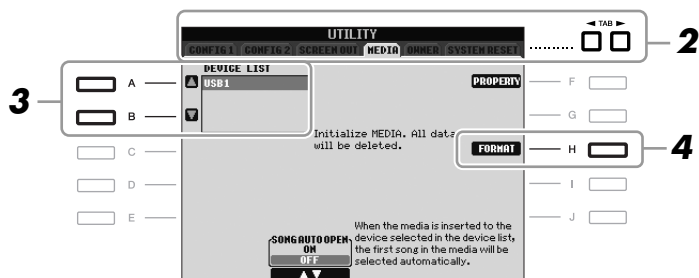 ◄ TAB ►
UTILITY
CONFIG 1 CONFIG 2 SCREEN OUT MEDIA OWNER SYSTEM RESET
2
DEVICE LIST
3
A
USB1
PROPERTY
F
B
G
Initialize MEDIA. All data
will be deleted.
FORMAT
H
4
C
D
I
E
J
When the media is inserted to the
device selected in the device list,
the first song in the media will be
selected automatically.
SONG AUTO OPEN
ON
OFF